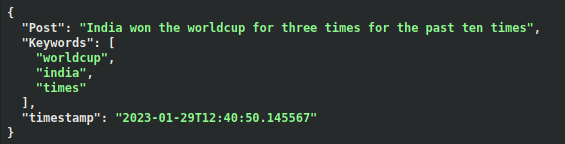 {
  "Post": "India won the worldcup for three times for the past ten times",
  "Keywords": [
    "worldcup",
    "india",
    "times"
  ],
  "timestamp": "2023-01-29T12:40:50.145567"
}